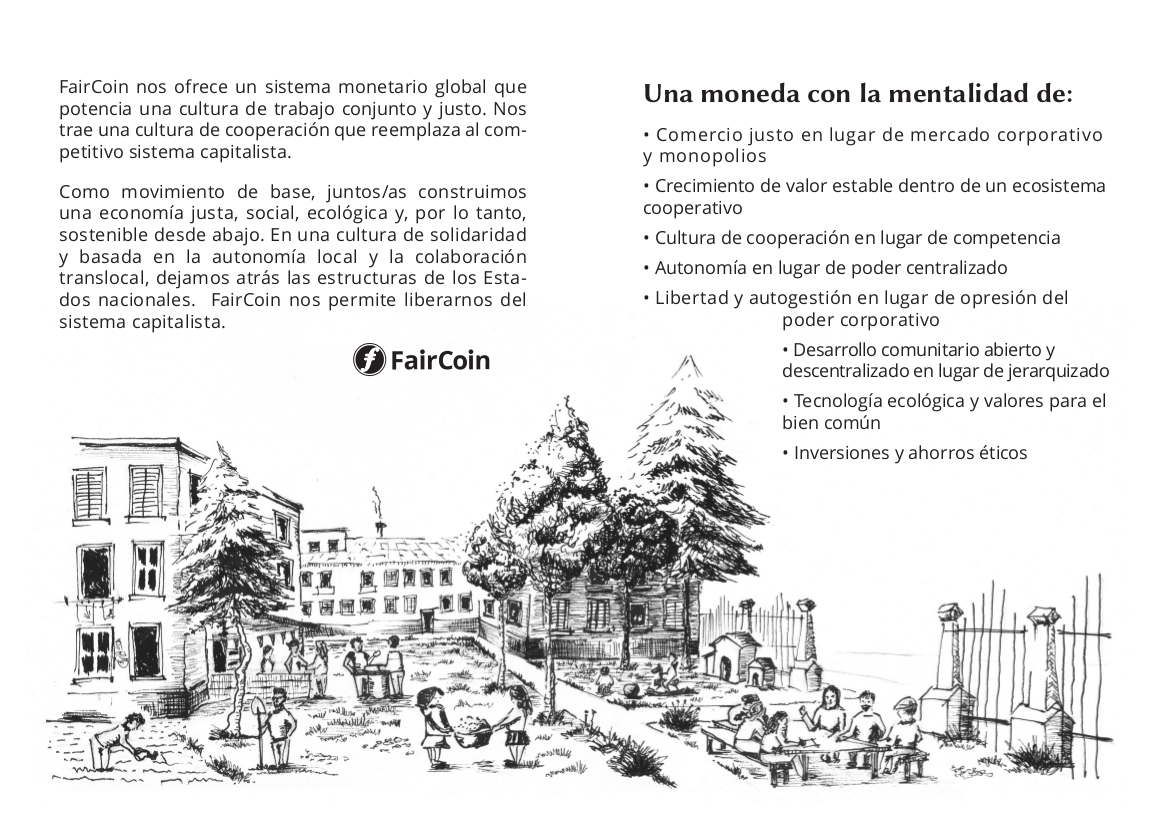 FairCoin nos ofrece un sistema monetario global que
potencia una cultura de trabajo conjunto y justo. Nos
trae una cultura de cooperación que reemplaza al com-
petitivo sistema capitalista.
Como movimiento de base, juntos/as construimos
una economía justa, social, ecológica y, por lo tanto,
sostenible desde abajo. En una cultura de solidaridad
y basada en la autonomía local y la colaboración
translocal, dejamos atrás las estructuras de los Esta-
dos nacionales. FairCoin nos permite liberarnos del
sistema capitalista.
FairCoin
Una moneda con la mentalidad de:
• Comercio justo en lugar de mercado corporativo
y monopolios
• Crecimiento de valor estable dentro de un ecosistema
cooperativo
• Cultura de cooperación en lugar de competencia
• Autonomía en lugar de poder centralizado
• Libertad y autogestión en lugar de opresión del
poder corporativo
• Desarrollo comunitario abierto y
descentralizado en lugar de jerarquizado
• Tecnología ecológica y valores para el
bien común
• Inversiones y ahorros éticos